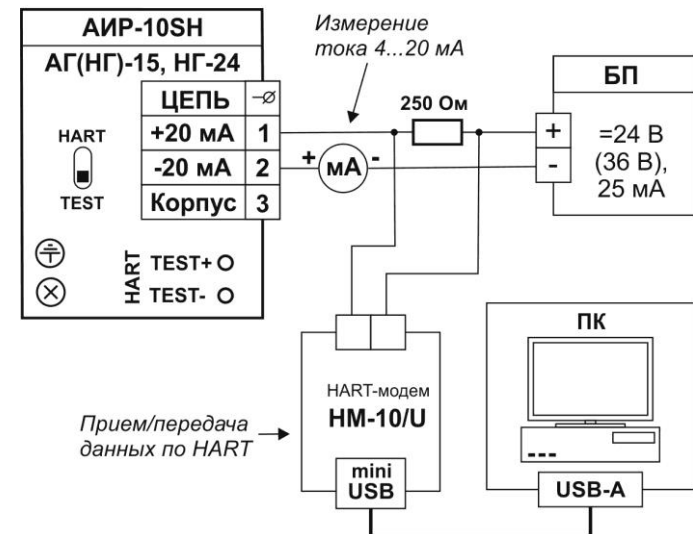 АИР-10SH
АГ(НГ)-15, НГ-24
ЦЕПЬ
+20 мА 1
-20 мА 2
Корпус 3
HART
TEST
HART
TEST+
TEST-
Измерение
тока 4...20 мА
250 Ом
+ мА -
БП
+
-
=24 В
(36 В),
25 мА
Прием/передача
данных по HART
HART-модем
HM-10/U
mini
USB
ПК
USB-A